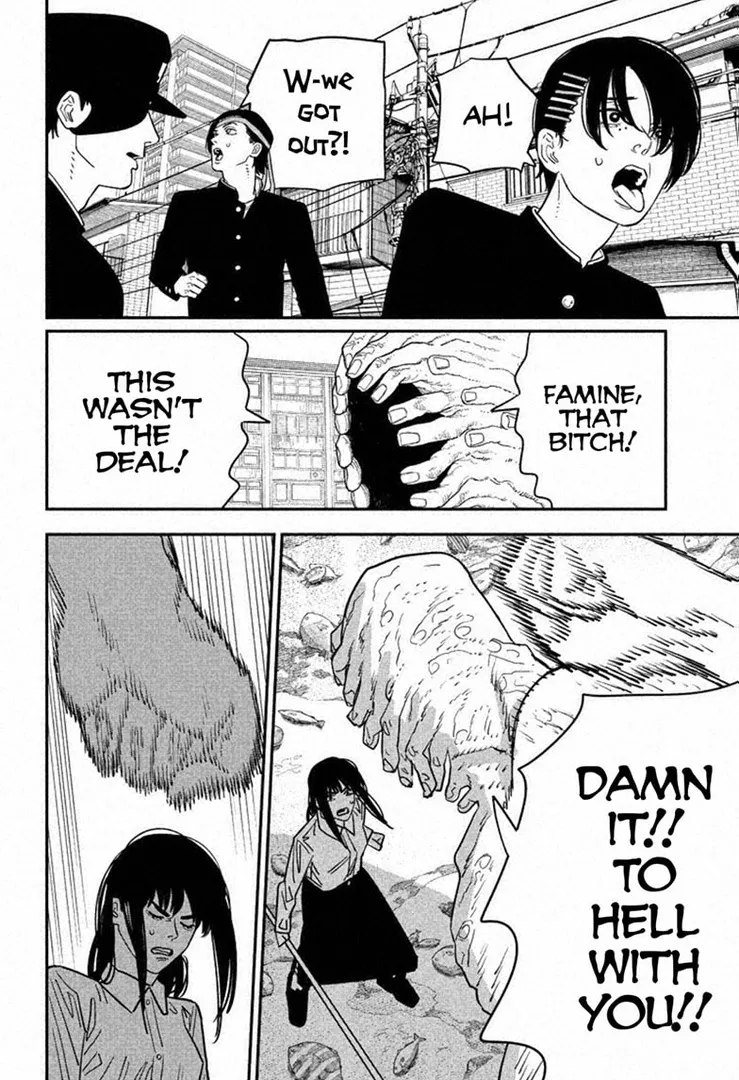 AH!
W-WE
GOT
OUT?!
FAMINE,
THAT
BITCH!
THIS
WASN'T
THE
DEAL!
DAMN
IT!!
TO
HELL
WITH
YOU!!